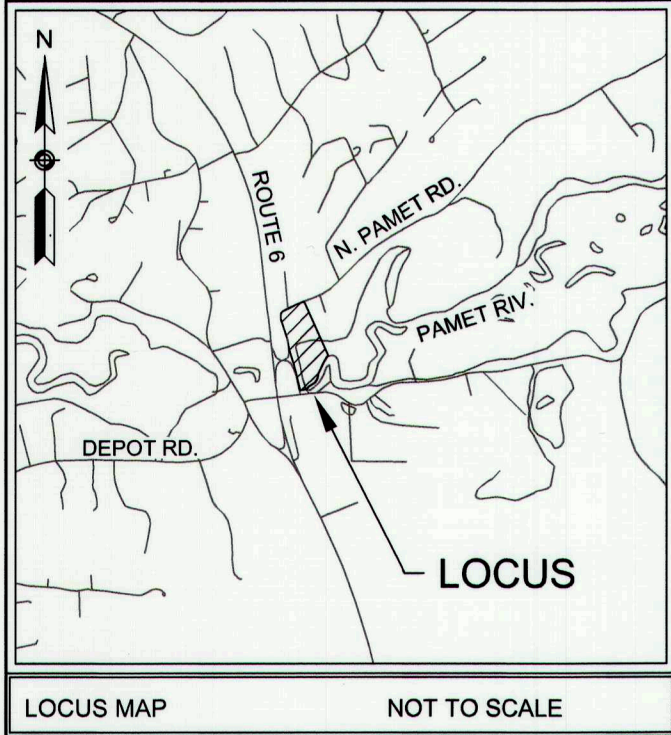 N
ROUTE 6
N. PAMET RD.
PAMET RIV.
DEPOT RD.
LOCUS
LOCUS MAP NOT TO SCALE